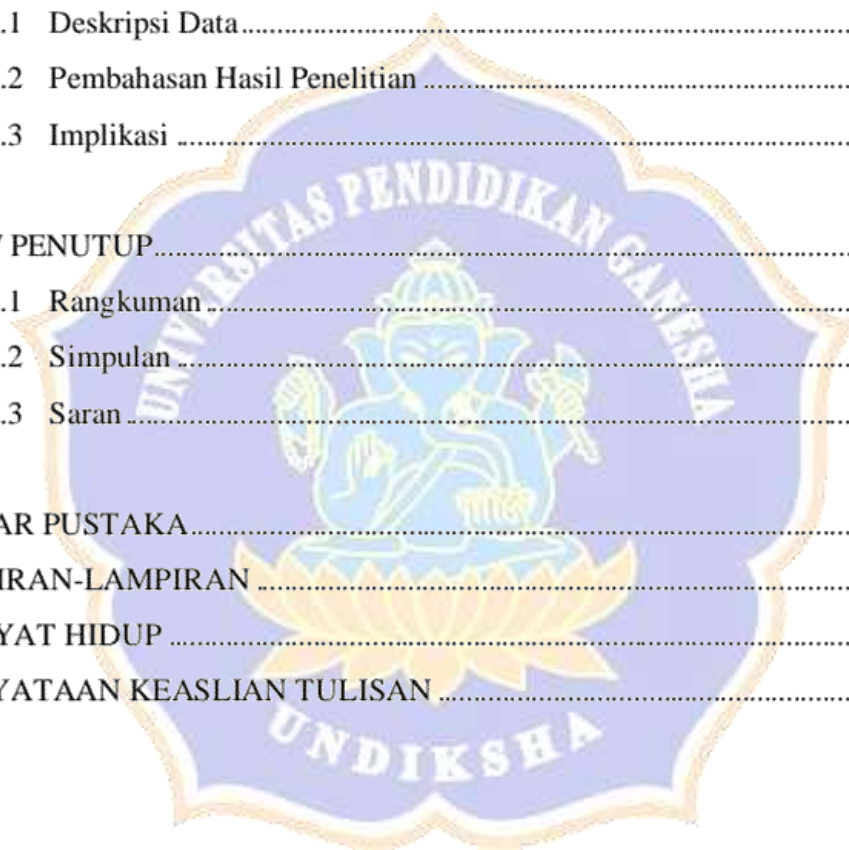 .1 Deskripsi Data........................................................................
.2 Pembahasan Hasil Penelitian ........................................................................
.3 Implikasi ........................................................................
PENUTUP........................................................................
.1 Rangkuman ........................................................................
.2 Simpulan ........................................................................
.3 Saran ........................................................................
AR PUSTAKA........................................................................
IRAN-LAMPIRAN ........................................................................
YAT HIDUP ........................................................................
YATAAN KEASLIAN TULISAN ........................................................................
UNIVERSITAS PENDIDIKAN GANESHA
UNDIKSHA